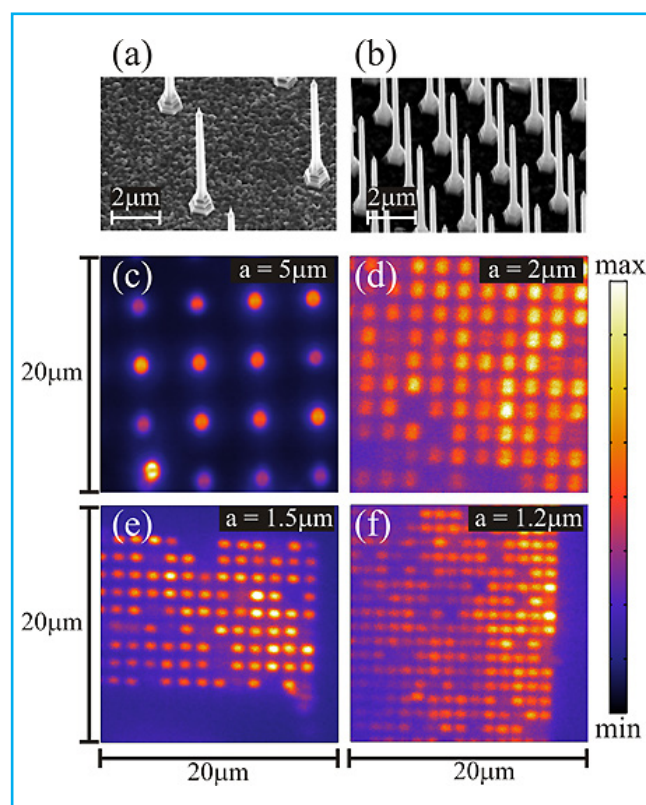 (a)
(b)
2μm
2μm
(c)
a = 5μm
(d)
a = 2μm
max
20μm
(e)
a = 1.5μm
(f)
a = 1.2μm
20μm
min
20μm
20μm